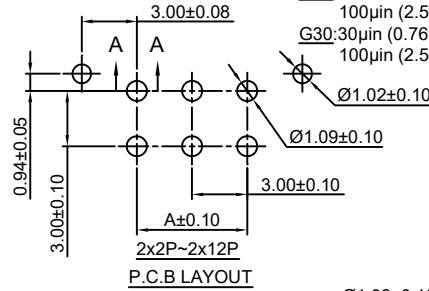 3.00±0.08
100µin (2.5
G30:30µin (0.76
100µin (2.5
A A
Ø1.02±0.10
0.94±0.05
Ø1.09±0.10
3.00±0.10
3.00±0.10
A±0.10
2x2P~2x12P
P.C.B LAYOUT